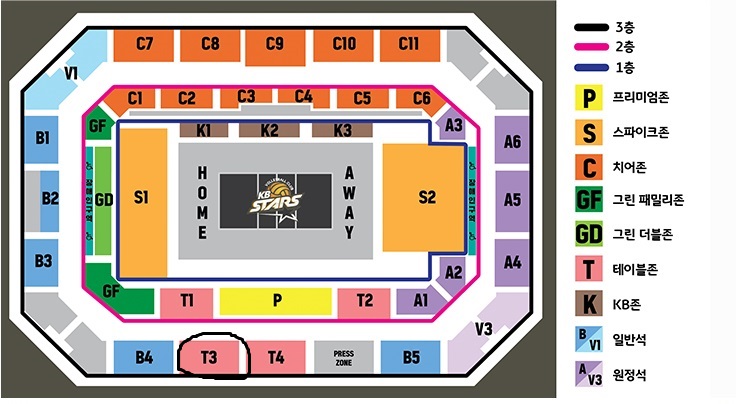 C7
C8
C9
C10
C11
V1
C1
C2
C3
C4
C5
C6
GF
A3
B1
K1
K2
K3
A6
B2
GD
S1
HOME
VOLLEYBALL CLUB
KB
STARS
AWAY
S2
A5
B3
A4
A2
GF
T1
P
T2
A1
V3
B4
T3
T4
PRESS
ZONE
B5
3층
2층
1층
P 프리미엄존
S 스파이크존
C 치어존
GF 그린 패밀리존
GD 그린 더블존
T 테이블존
K KB존
B V1 일반석
A V3 원정석